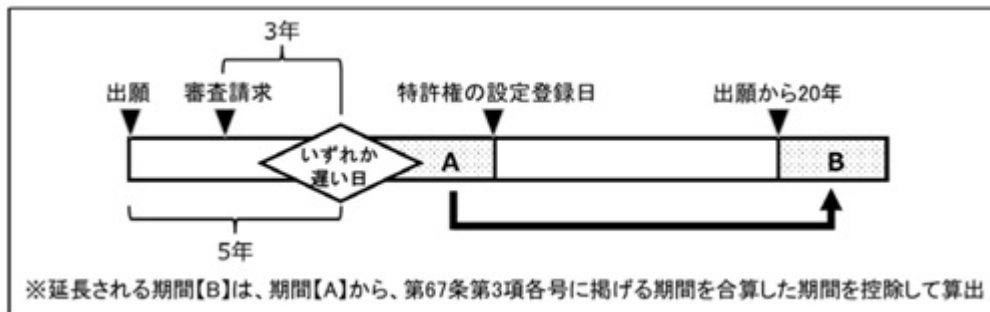 3年
出願
審査請求
特許権の設定登録日
出願から20年
いずれか
遅い日
A
B
5年
※延長される期間【B】は、期間【A】から、第67条第3項各号に掲げる期間を合算した期間を控除して算出